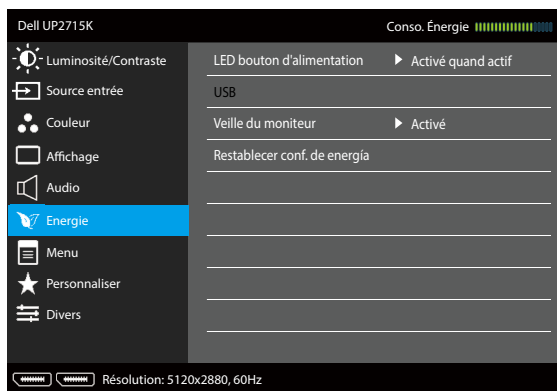 Dell UP2715K Conso. Énergie
Luminosité/Contraste LED bouton d'alimentation Activé quand actif
Source entrée USB
Couleur Veille du moniteur Activé
Affichage Restablecer conf. de energía
Audio
Energie
Menu
Personnaliser
Divers
Résolution: 5120x2880, 60Hz